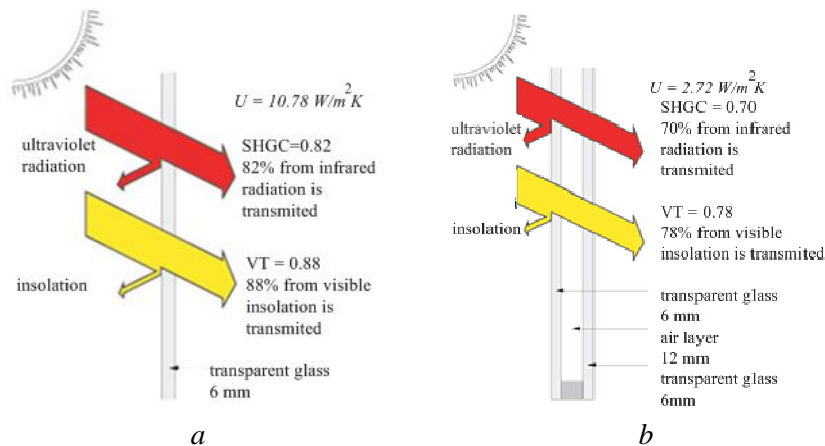 U = 10.78 W/m²K
ultraviolet
radiation
SHGC=0.82
82% from infrared
radiation is
transmited
insolation
VT = 0.88
88% from visible
insolation is
transmited
transparent glass
6 mm
a
U = 2.72 W/m²K
SHGC = 0.70
70% from infrared
radiation is
transmited
ultraviolet
radiation
VT = 0.78
78% from visible
insolation is transmited
insolation
transparent glass
6 mm
air layer
12 mm
transparent glass
6mm
b